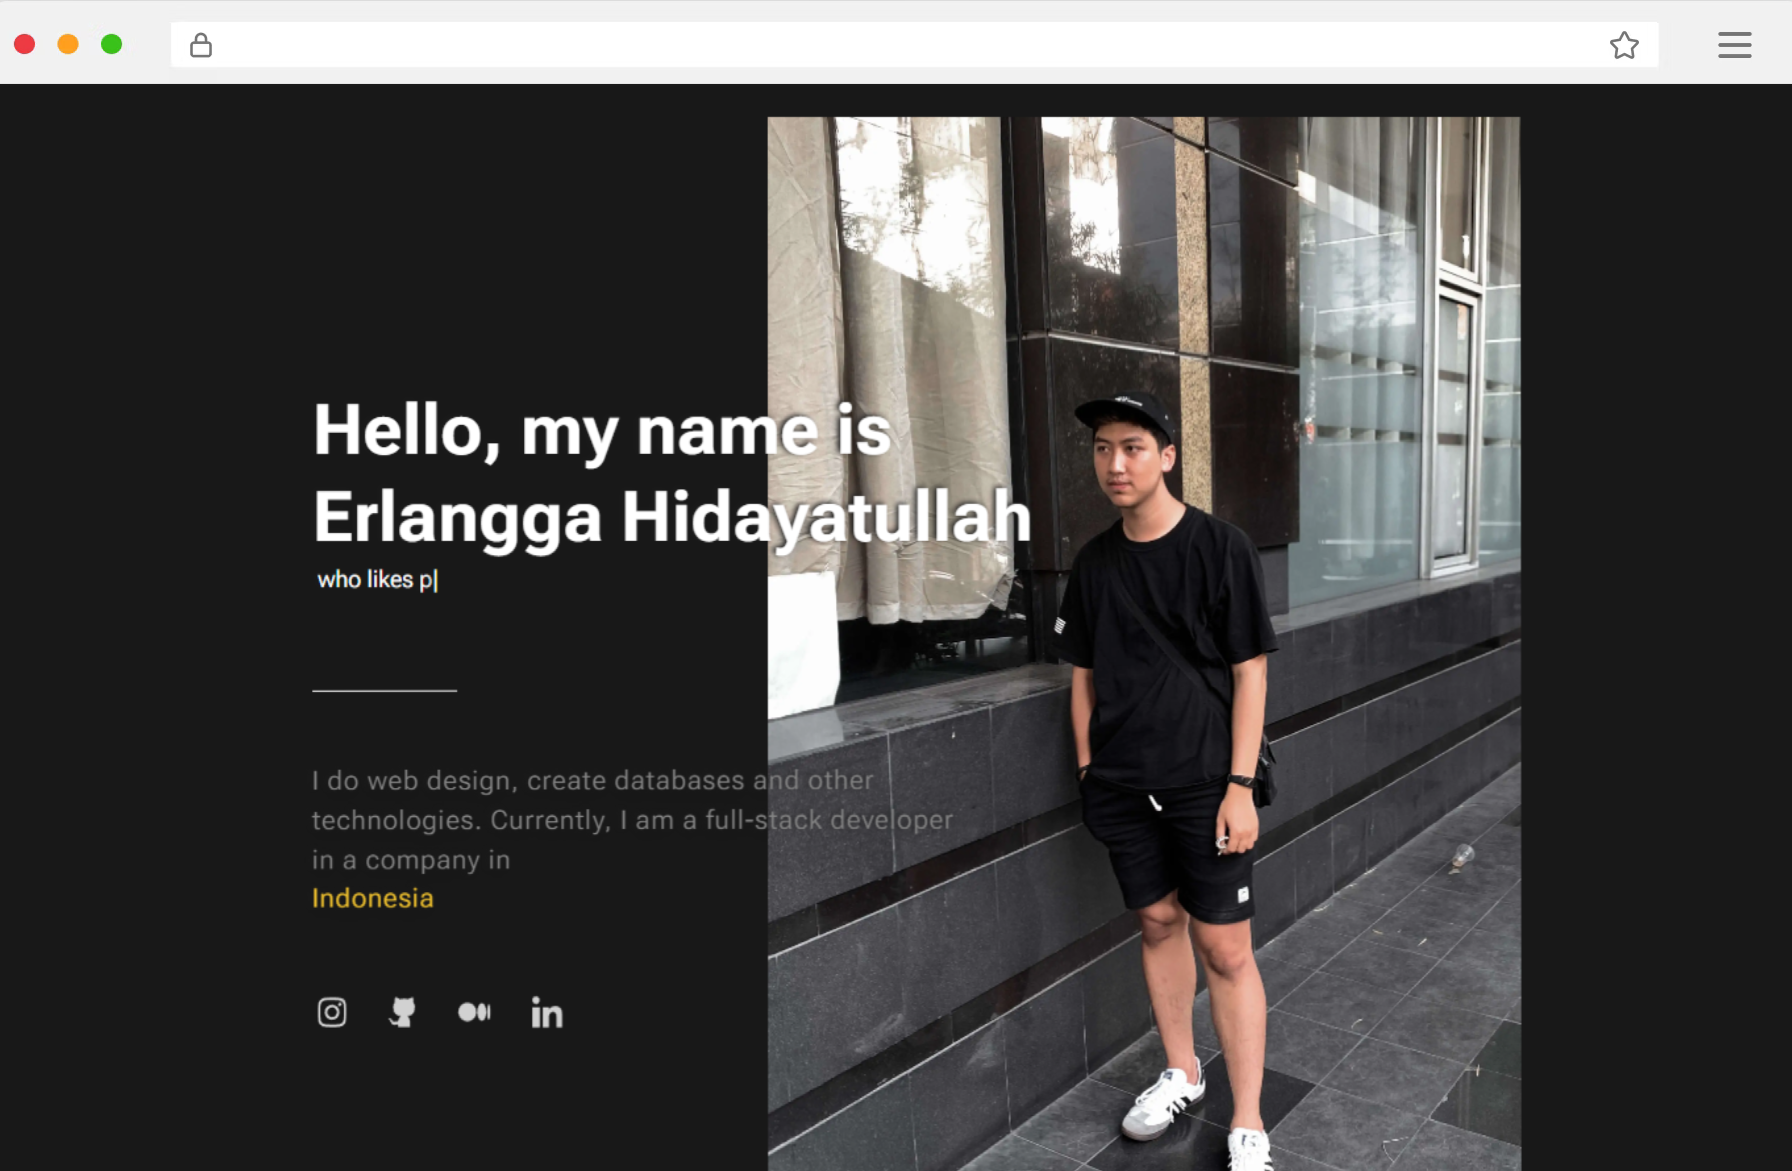 Hello, my name is
Erlangga Hidayatullah
who likes p|
I do web design, create databases and other
technologies. Currently, I am a full-stack developer
in a company in
Indonesia
in